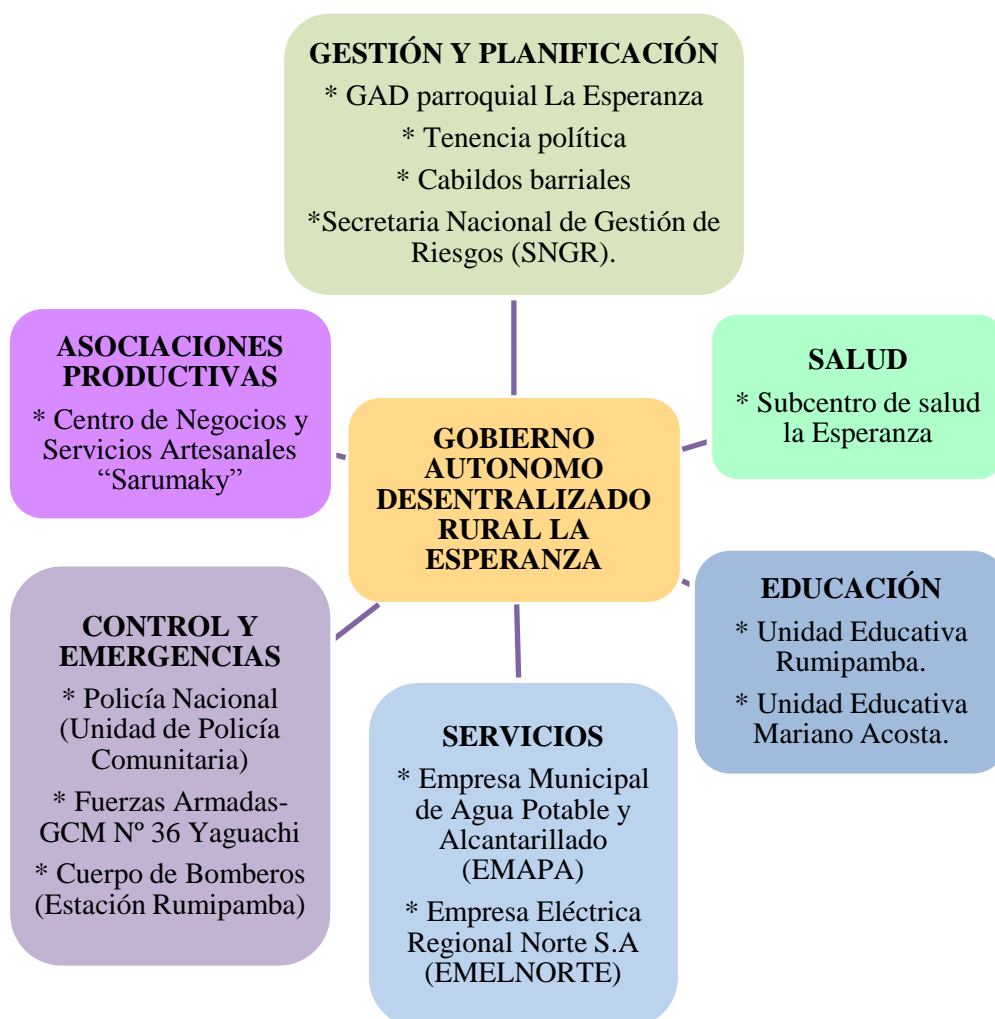 GESTIÓN Y PLANIFICACIÓN
* GAD parroquial La Esperanza
* Tenencia política
* Cabildos barriales
*Secretaria Nacional de Gestión de
Riesgos (SNGR).
ASOCIACIONES
PRODUCTIVAS
* Centro de Negocios y
Servicios Artesanales
“Sarumaky”
SALUD
* Subcentro de salud
la Esperanza
GOBIERNO
AUTONOMO
DESENTRALIZADO
RURAL LA
ESPERANZA
CONTROL Y
EMERGENCIAS
* Policía Nacional
(Unidad de Policía
Comunitaria)
* Fuerzas Armadas-
GCM Nº 36 Yaguachi
* Cuerpo de Bomberos
(Estación Rumipamba)
SERVICIOS
* Empresa Municipal
de Agua Potable y
Alcantarillado
(EMAPA)
* Empresa Eléctrica
Regional Norte S.A
(EMELNORTE)
EDUCACIÓN
* Unidad Educativa
Rumipamba.
* Unidad Educativa
Mariano Acosta.